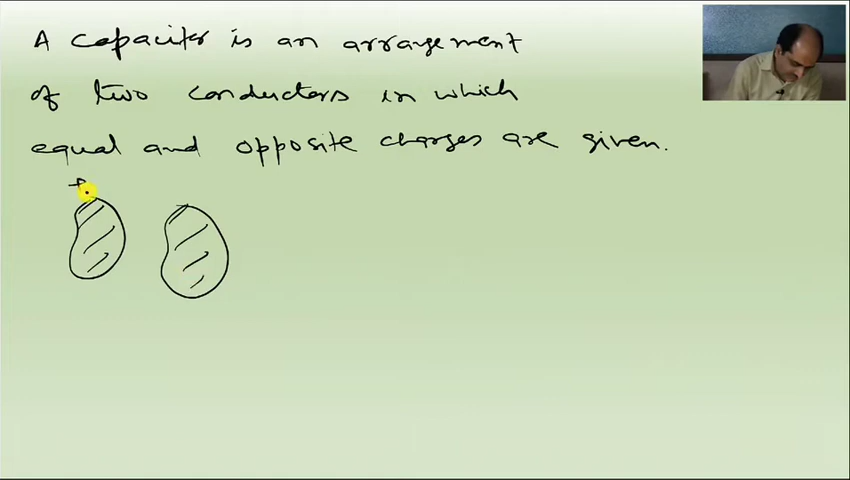 A capacitor is an arrangement
of two conductors in which
equal and opposite charges are given.
+